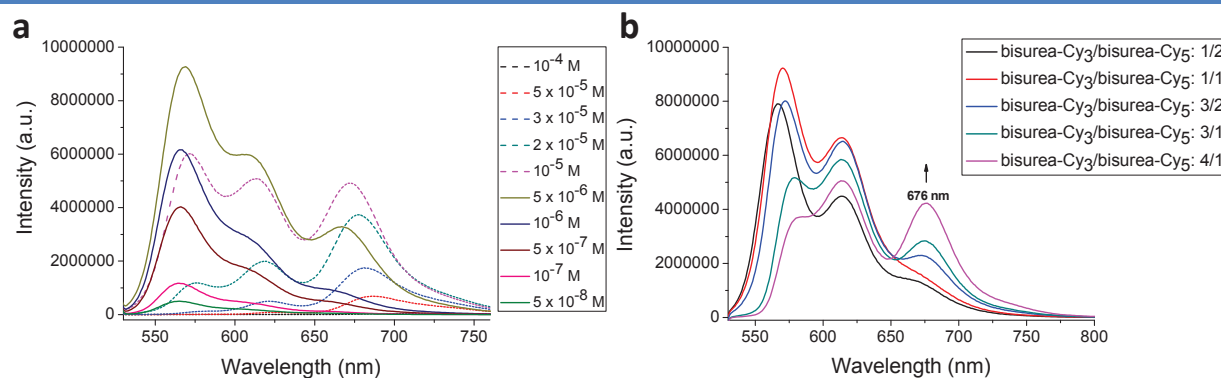 a
10000000
8000000
6000000
4000000
2000000
0
Intensity (a.u.)
550 600 650 700 750
Wavelength (nm)
10⁻⁴ M
5 x 10⁻⁵ M
3 x 10⁻⁵ M
2 x 10⁻⁵ M
10⁻⁵ M
5 x 10⁻⁶ M
10⁻⁶ M
5 x 10⁻⁷ M
10⁻⁷ M
5 x 10⁻⁸ M
b
10000000
8000000
6000000
4000000
2000000
0
Intensity (a.u.)
550 600 650 700 750 800
Wavelength (nm)
676 nm
bisurea-Cy₃/bisurea-Cy₅: 1/2
bisurea-Cy₃/bisurea-Cy₅: 1/1
bisurea-Cy₃/bisurea-Cy₅: 3/2
bisurea-Cy₃/bisurea-Cy₅: 3/1
bisurea-Cy₃/bisurea-Cy₅: 4/1